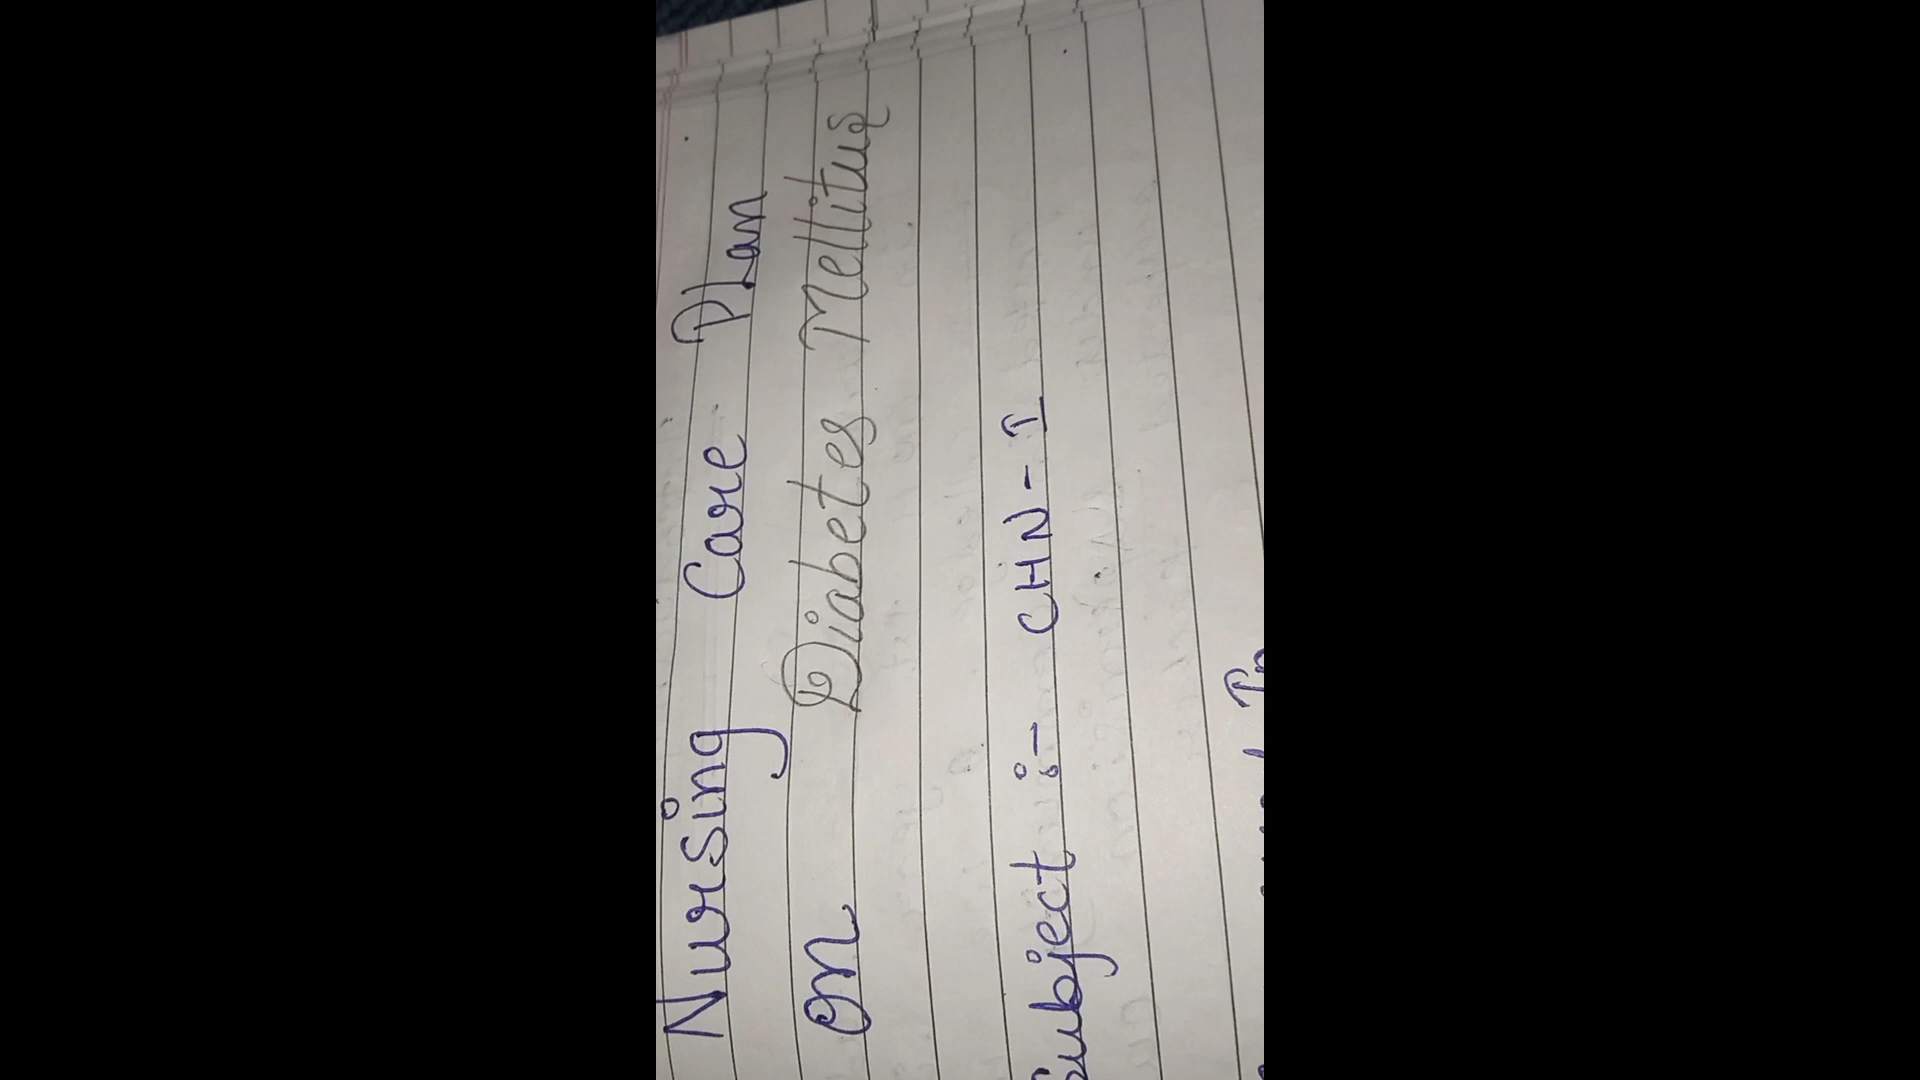 Nursing Care Plan
on Diabetes Mellitus
Subject :- CHN - I